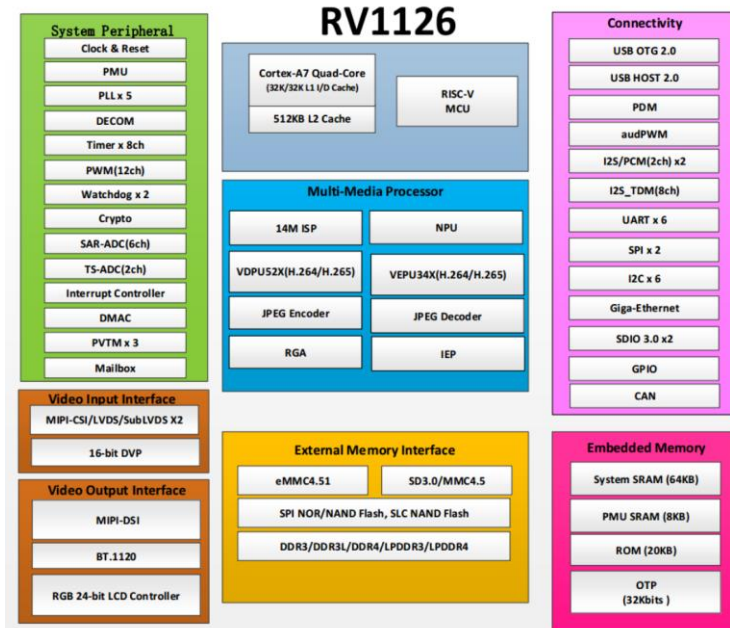 RV1126
System Peripheral
Clock & Reset
PMU
PLL x 5
DECOM
Timer x 8ch
PWM(12ch)
Watchdog x 2
Crypto
SAR-ADC(6ch)
TS-ADC(2ch)
Interrupt Controller
DMAC
PVTM x 3
Mailbox
Video Input Interface
MIPI-CSI/LVDS/SubLVDS X2
16-bit DVP
Video Output Interface
MIPI-DSI
BT.1120
RGB 24-bit LCD Controller
Cortex-A7 Quad-Core
(32K/32K L1 I/D Cache)
512KB L2 Cache
RISC-V
MCU
Multi-Media Processor
14M ISP
NPU
VDPU52X(H.264/H.265)
VEPU34X(H.264/H.265)
JPEG Encoder
JPEG Decoder
RGA
IEP
External Memory Interface
eMMC4.51
SD3.0/MMC4.5
SPI NOR/NAND Flash, SLC NAND Flash
DDR3/DDR3L/DDR4/LPDDR3/LPDDR4
Connectivity
USB OTG 2.0
USB HOST 2.0
PDM
audPWM
I2S/PCM(2ch) x2
I2S_TDM(8ch)
UART x 6
SPI x 2
I2C x 6
Giga-Ethernet
SDIO 3.0 x2
GPIO
CAN
Embedded Memory
System SRAM (64KB)
PMU SRAM (8KB)
ROM (20KB)
OTP
(32Kbits )